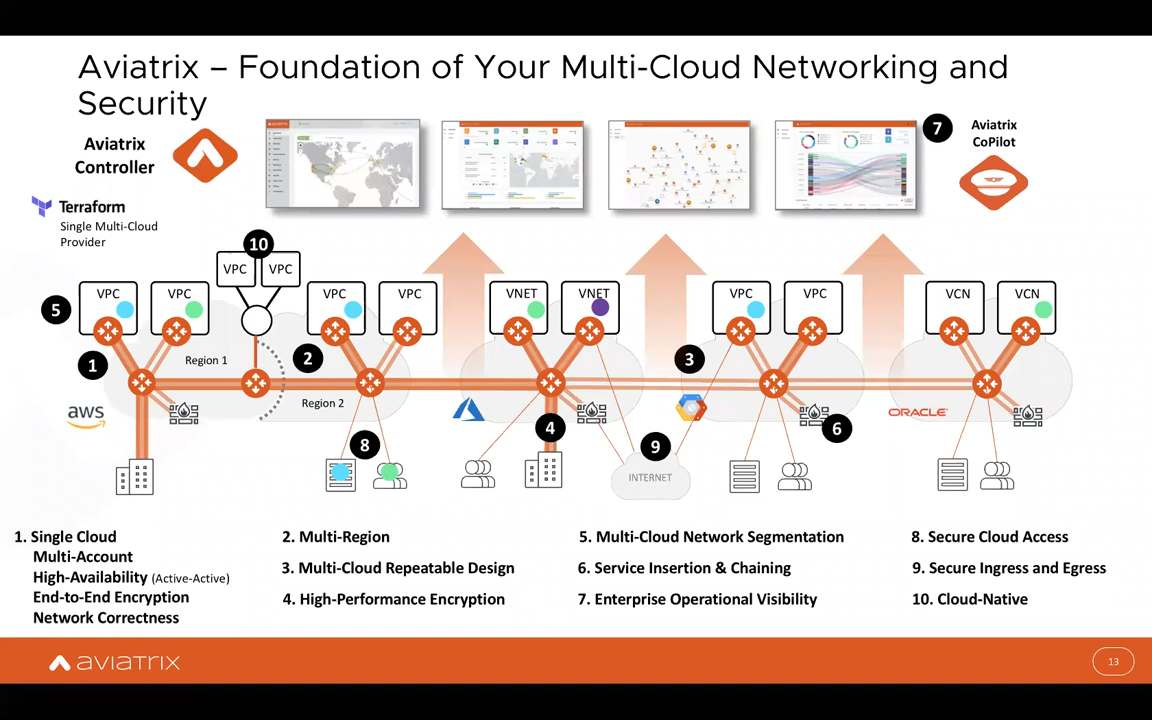 Aviatrix – Foundation of Your Multi-Cloud Networking and
Security
Aviatrix
Controller
7
Aviatrix
CoPilot
Terraform
Single Multi-Cloud
Provider
10
VPC
VPC
5
VPC
VPC
VPC
VPC
VNET
VNET
VPC
VPC
VCN
VCN
1
Region 1
2
3
Region 2
aws
ORACLE
4
6
8
9
INTERNET
1. Single Cloud
Multi-Account
High-Availability (Active-Active)
End-to-End Encryption
Network Correctness
2. Multi-Region
3. Multi-Cloud Repeatable Design
4. High-Performance Encryption
5. Multi-Cloud Network Segmentation
6. Service Insertion & Chaining
7. Enterprise Operational Visibility
8. Secure Cloud Access
9. Secure Ingress and Egress
10. Cloud-Native
aviatrix
13